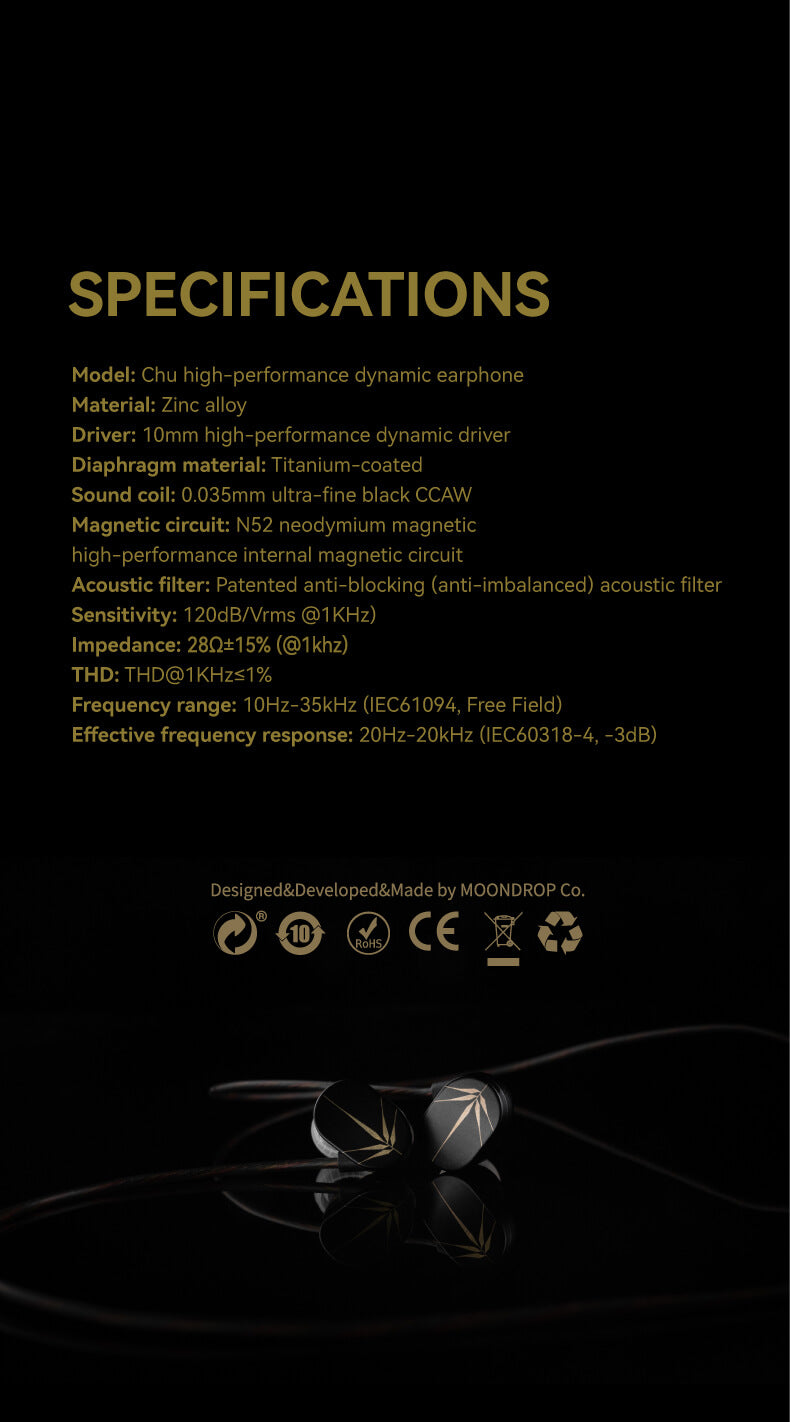 SPECIFICATIONS
Model: Chu high-performance dynamic earphone
Material: Zinc alloy
Driver: 10mm high-performance dynamic driver
Diaphragm material: Titanium-coated
Sound coil: 0.035mm ultra-fine black CCAW
Magnetic circuit: N52 neodymium magnetic
high-performance internal magnetic circuit
Acoustic filter: Patented anti-blocking (anti-imbalanced) acoustic filter
Sensitivity: 120dB/Vrms @1KHz)
Impedance: 28Ω±15% (@1khz)
THD: THD@1KHz≤1%
Frequency range: 10Hz-35kHz (IEC61094, Free Field)
Effective frequency response: 20Hz-20kHz (IEC60318-4, -3dB)
Designed&Developed&Made by MOONDROP Co.
® 10 RoHS CE